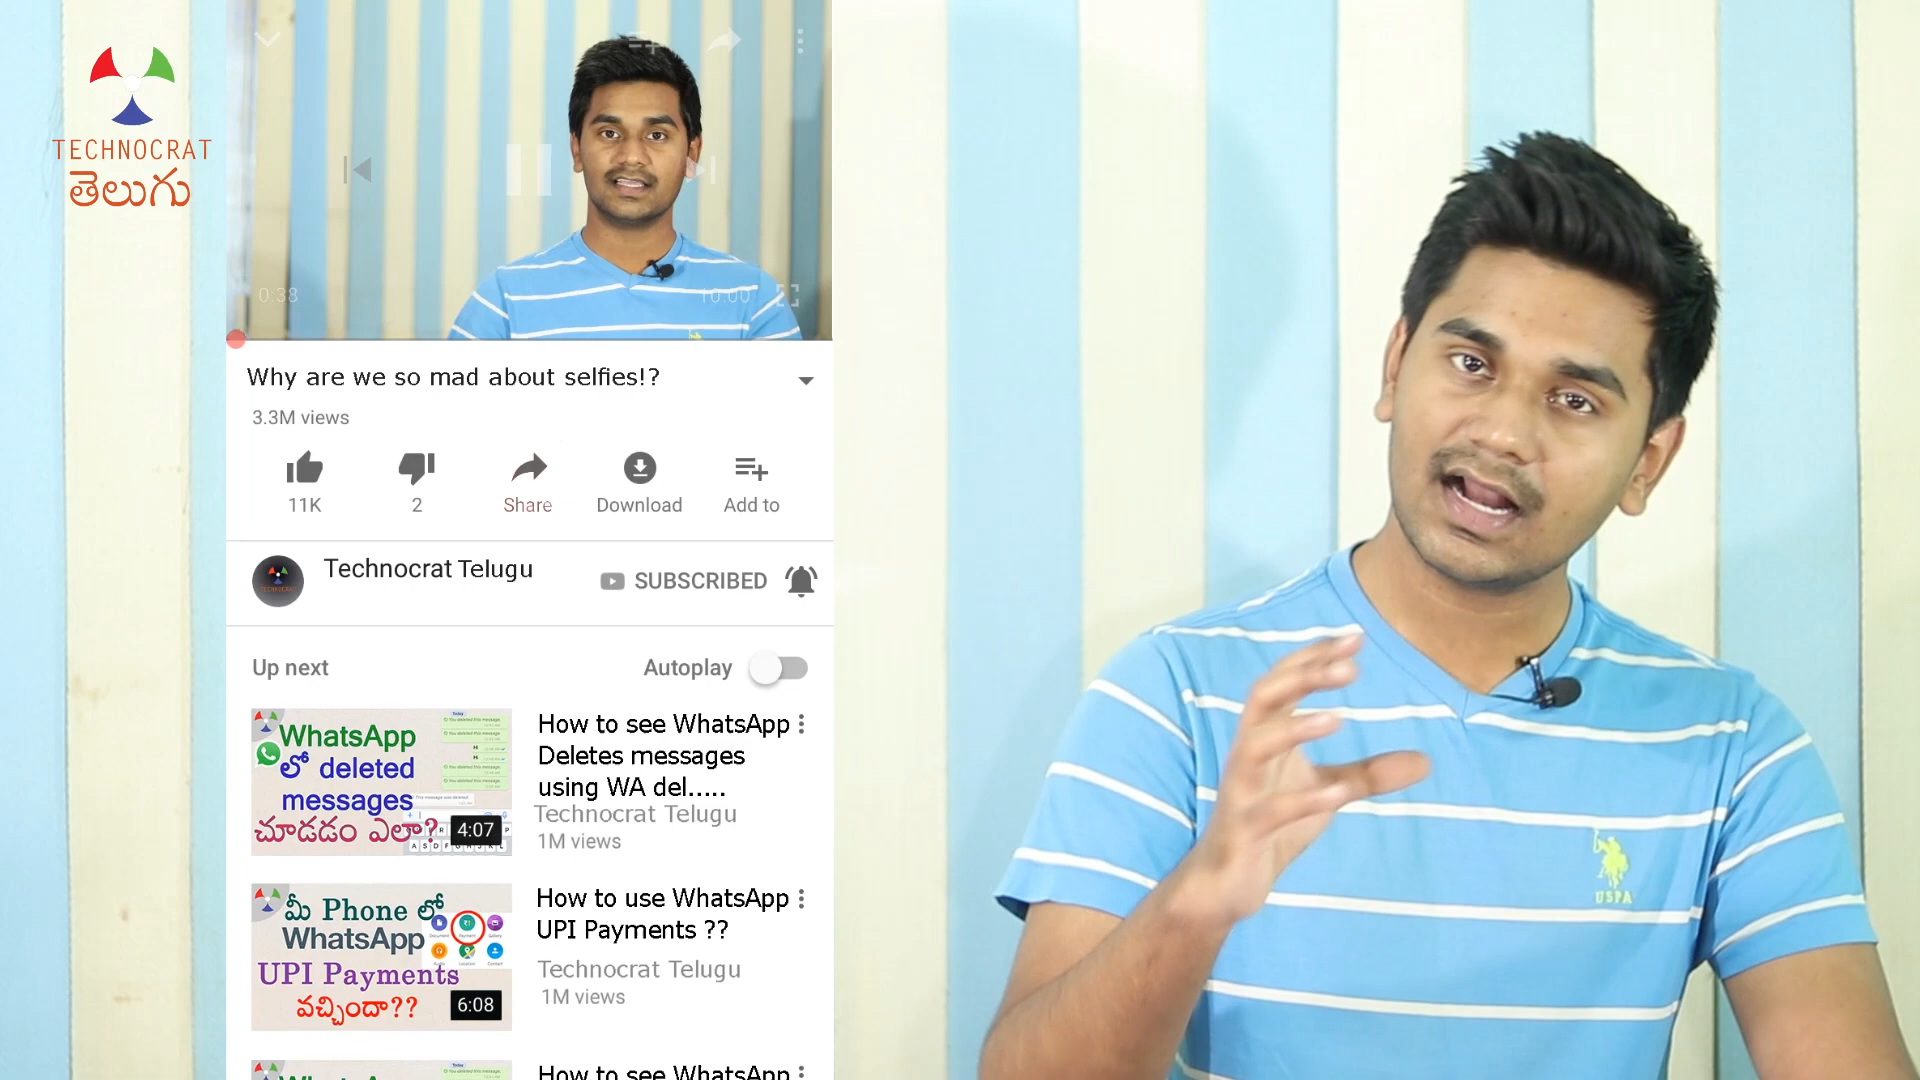 TECHNOCRAT
తెలుగు
0:38
10:00
Why are we so mad about selfies!?
3.3M views
11K
2
Share
Download
Add to
Technocrat Telugu
SUBSCRIBED
Up next
Autoplay
WhatsApp
లో deleted
messages
చూడడం ఎలా?
4:07
How to see WhatsApp
Deletes messages
using WA del.....
Technocrat Telugu
1M views
మీ Phone లో
WhatsApp
UPI Payments
వచ్చిందా??
6:08
How to use WhatsApp
UPI Payments ??
Technocrat Telugu
1M views
How to see WhatsApp
USPA